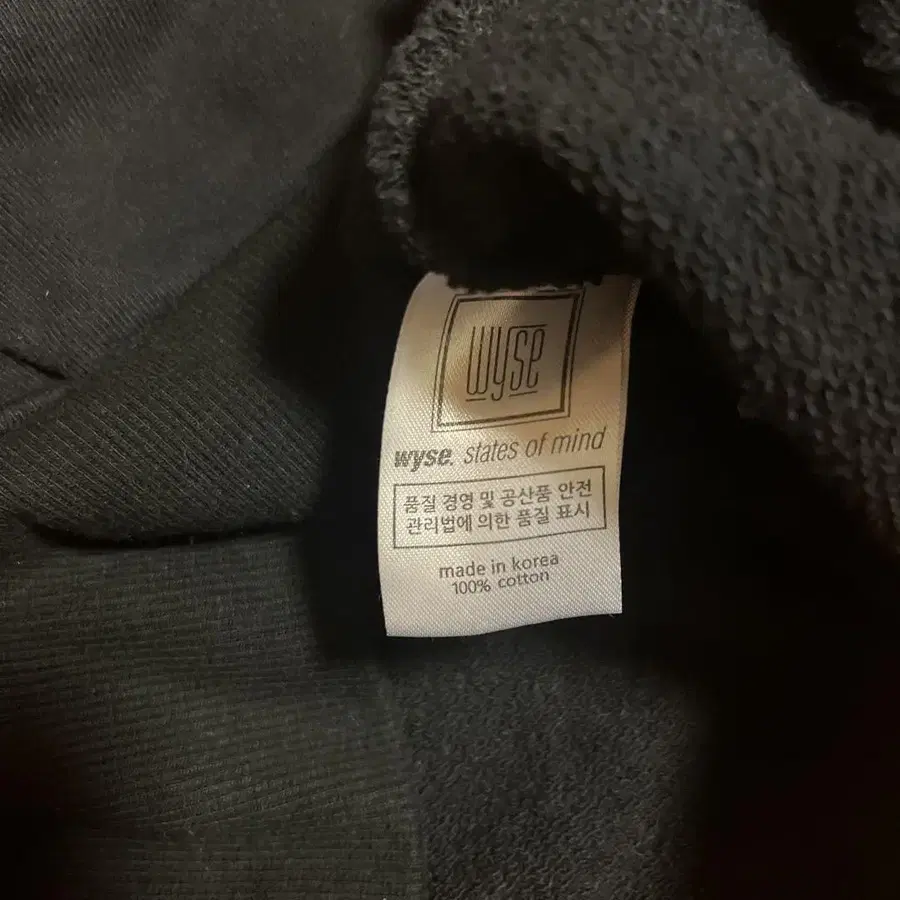 wyse
wyse. states of mind
품질 경영 및 공산품 안전
관리법에 의한 품질 표시
made in korea
100% cotton